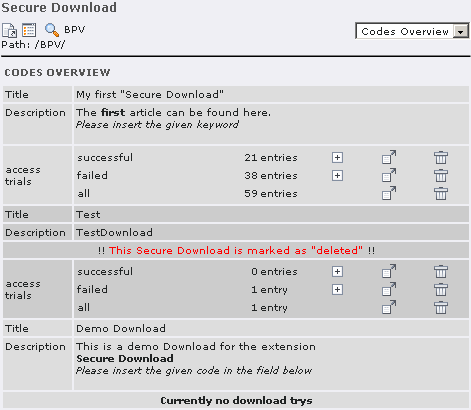 Secure Download
BPV
Codes Overview
Path: /BPV/
CODES OVERVIEW
Title My first "Secure Download"
Description The first article can be found here.
Please insert the given keyword
access trials
successful 21 entries
failed 38 entries
all 59 entries
Title Test
Description TestDownload
!! This Secure Download is marked as "deleted" !!
access trials
successful 0 entries
failed 1 entry
all 1 entry
Title Demo Download
Description This is a demo Download for the extension
Secure Download
Please insert the given code in the field below
Currently no download trys